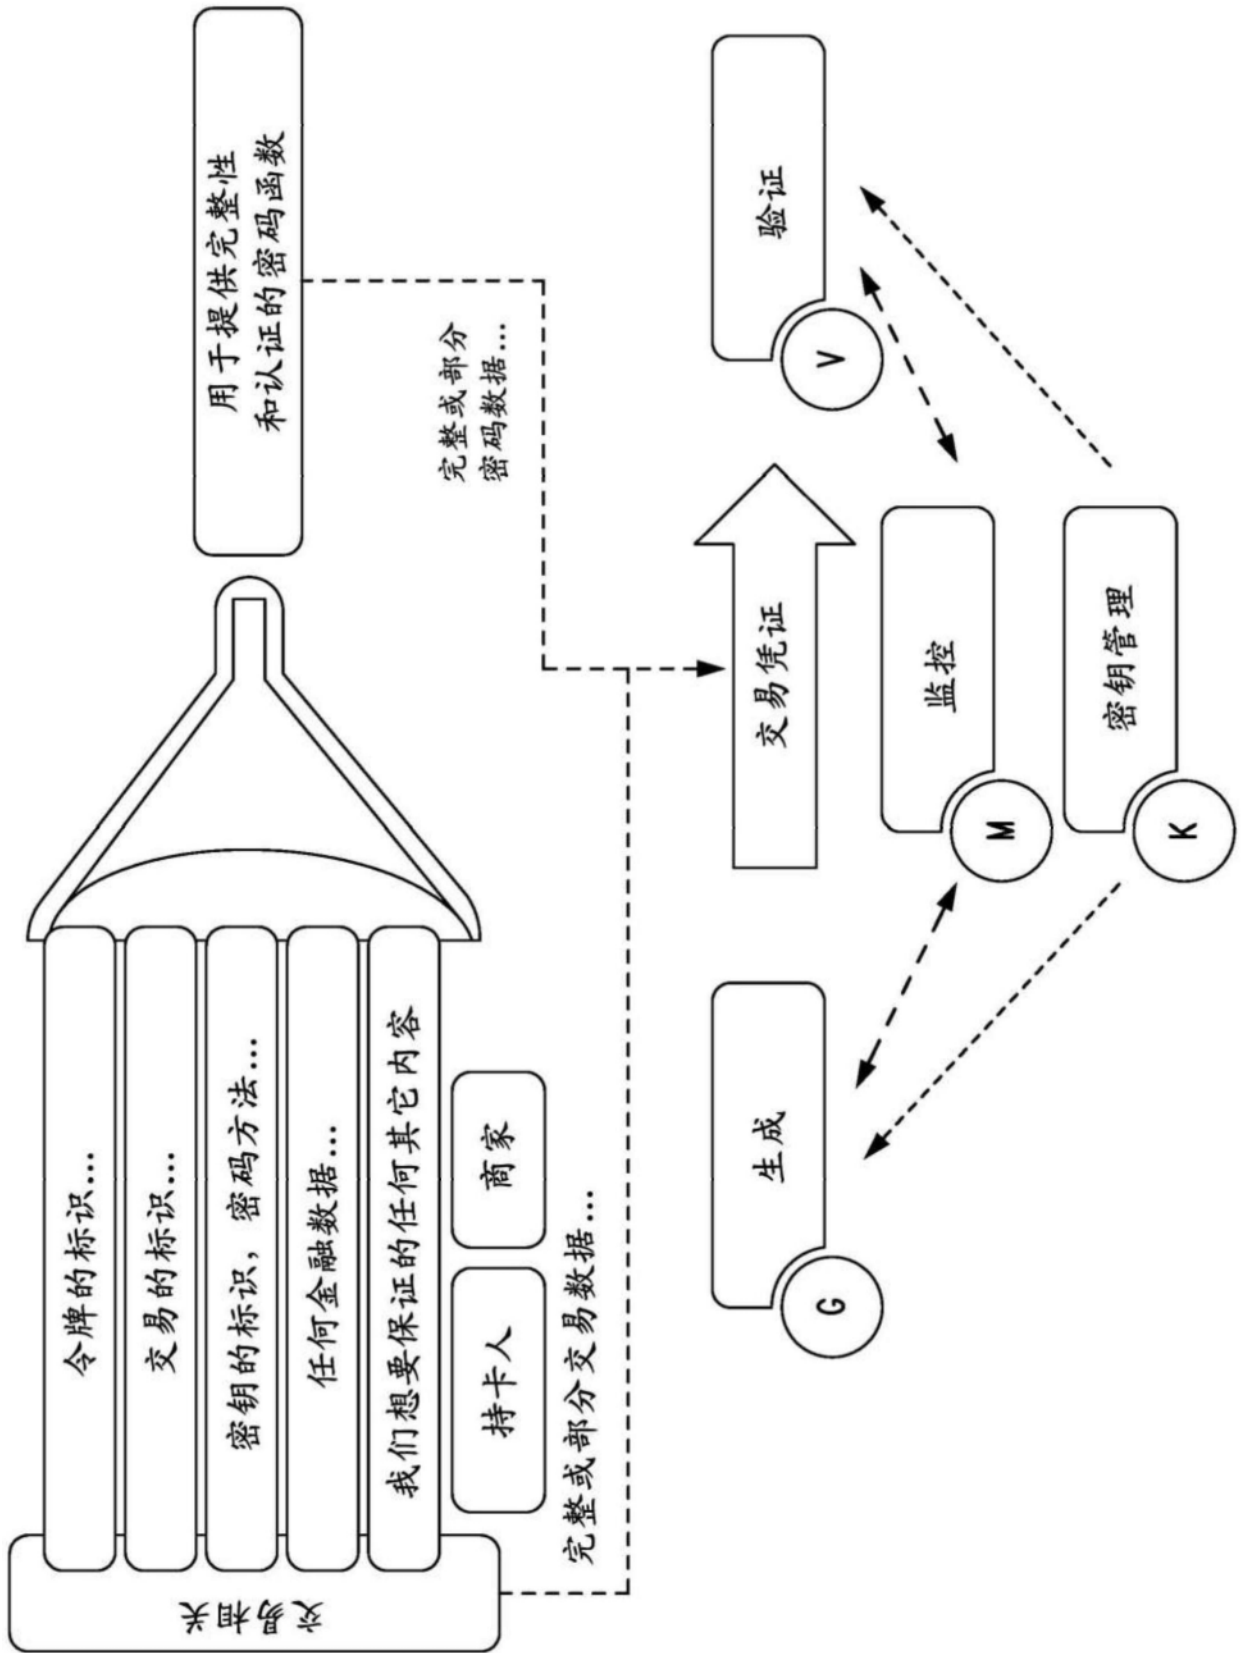 交易相关
令牌的标识...
交易的标识...
密钥的标识，密码方法...
任何金融数据...
我们想要保证的任何其它内容
用于提供完整性
和认证的密码函数
持卡人
商家
完整或部分
密码数据...
完整或部分交易数据...
生成
G
交易凭证
验证
V
监控
M
密钥管理
K